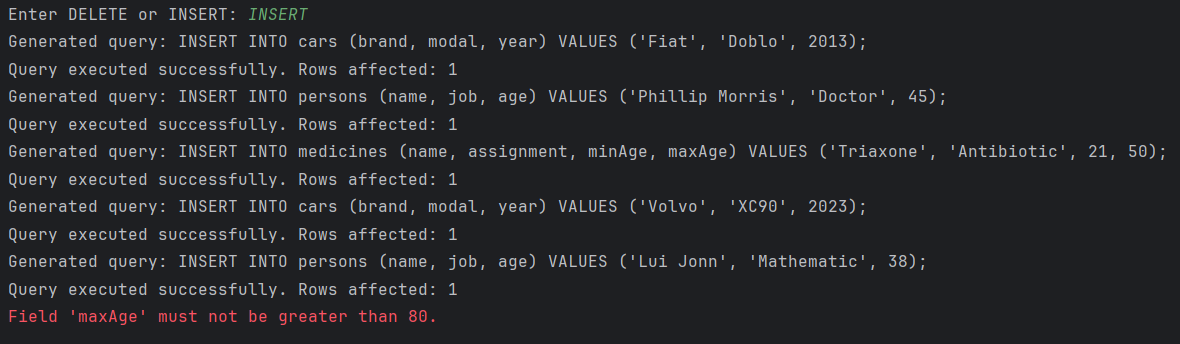 Enter DELETE or INSERT: INSERT
Generated query: INSERT INTO cars (brand, modal, year) VALUES ('Fiat', 'Doblo', 2013);
Query executed successfully. Rows affected: 1
Generated query: INSERT INTO persons (name, job, age) VALUES ('Phillip Morris', 'Doctor', 45);
Query executed successfully. Rows affected: 1
Generated query: INSERT INTO medicines (name, assignment, minAge, maxAge) VALUES ('Triaxone', 'Antibiotic', 21, 50);
Query executed successfully. Rows affected: 1
Generated query: INSERT INTO cars (brand, modal, year) VALUES ('Volvo', 'XC90', 2023);
Query executed successfully. Rows affected: 1
Generated query: INSERT INTO persons (name, job, age) VALUES ('Lui Jonn', 'Mathematic', 38);
Query executed successfully. Rows affected: 1
Field 'maxAge' must not be greater than 80.